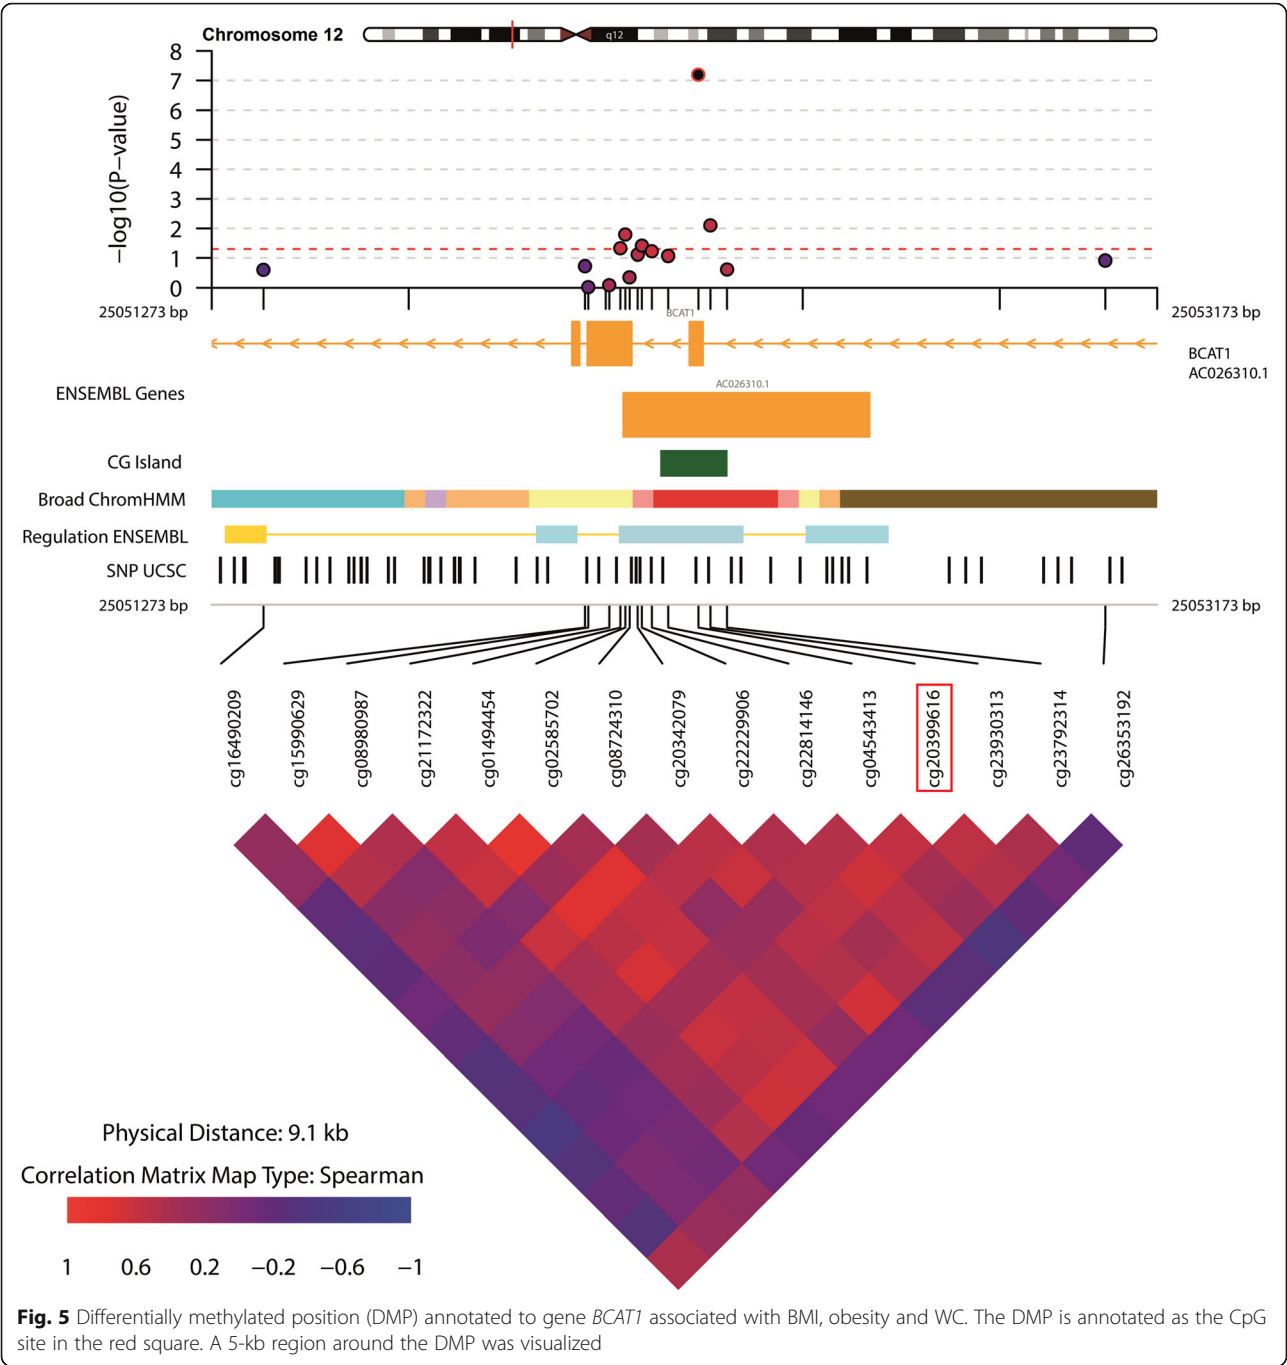 Chromosome 12
q12
8
7
6
5
4
3
2
1
0
−log10(P−value)
25051273 bp
25053173 bp
BCAT1
BCAT1
AC026310.1
ENSEMBL Genes
AC026310.1
CG Island
Broad ChromHMM
Regulation ENSEMBL
SNP UCSC
25051273 bp
25053173 bp
cg16490209
cg15990629
cg08980987
cg21172322
cg01494454
cg02585702
cg08724310
cg20342079
cg22229906
cg22814146
cg04543413
cg20399616
cg23930313
cg23792314
cg26353192
Physical Distance: 9.1 kb
Correlation Matrix Map Type: Spearman
1 0.6 0.2 −0.2 −0.6 −1
Fig. 5 Differentially methylated position (DMP) annotated to gene BCAT1 associated with BMI, obesity and WC. The DMP is annotated as the CpG
site in the red square. A 5-kb region around the DMP was visualized